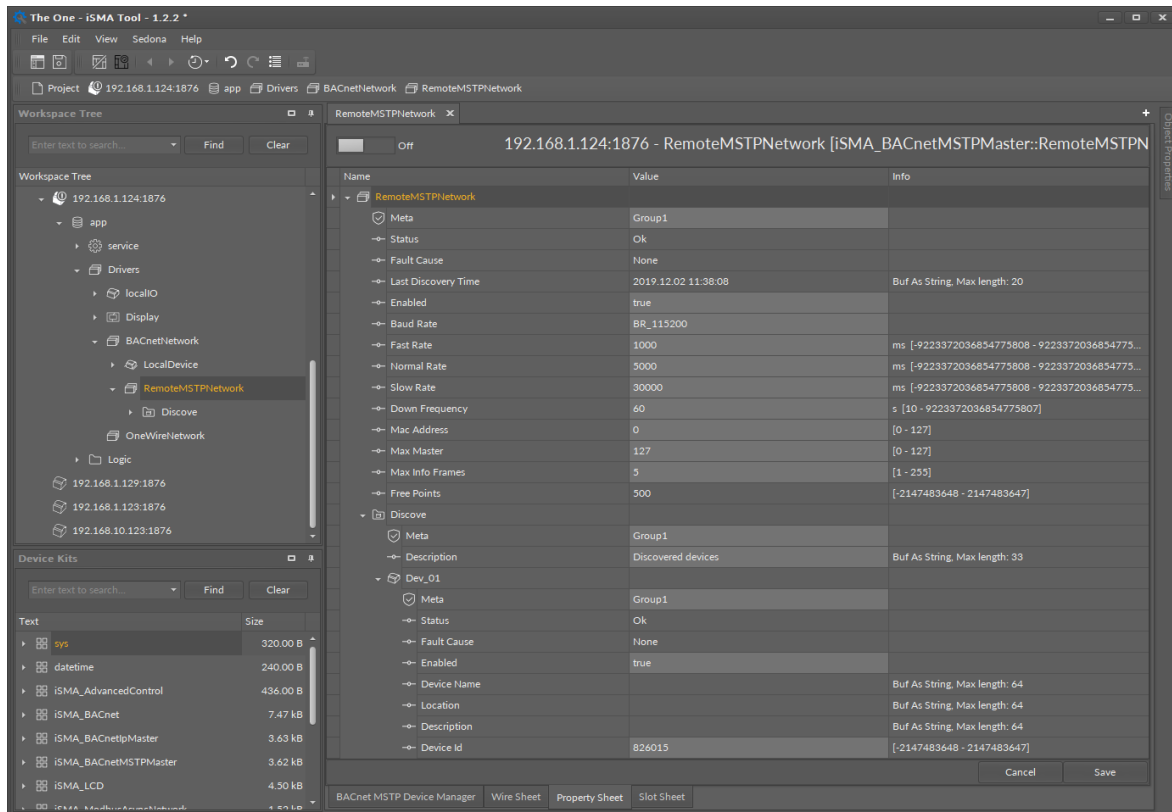 The One - iSMA Tool - 1.2.2 *
File Edit View Sedona Help
Project 192.168.1.124:1876 app Drivers BACnetNetwork RemoteMSTPNetwork
Workspace Tree
Enter text to search... Find Clear
Workspace Tree
192.168.1.124:1876
app
service
Drivers
localIO
Display
BACnetNetwork
LocalDevice
RemoteMSTPNetwork
Discove
OneWireNetwork
Logic
192.168.1.129:1876
192.168.1.123:1876
192.168.10.123:1876
Device Kits
Enter text to search... Find Clear
Text Size
sys 320.00 B
datetime 240.00 B
iSMA_AdvancedControl 436.00 B
iSMA_BACnet 7.47 kB
iSMA_BACnetIpMaster 3.63 kB
iSMA_BACnetMSTPMaster 3.62 kB
iSMA_LCD 4.50 kB
iSMA_ModbusAsyncNetwork 1.52 kB
RemoteMSTPNetwork
Off 192.168.1.124:1876 - RemoteMSTPNetwork [iSMA_BACnetMSTPMaster::RemoteMSTPN
Name Value Info
RemoteMSTPNetwork
Meta Group1
Status Ok
Fault Cause None
Last Discovery Time 2019.12.02 11:38:08 Buf As String, Max length: 20
Enabled true
Baud Rate BR_115200
Fast Rate 1000 ms [-9223372036854775808 - 9223372036854775...
Normal Rate 5000 ms [-9223372036854775808 - 9223372036854775...
Slow Rate 30000 ms [-9223372036854775808 - 9223372036854775...
Down Frequency 60 s [10 - 9223372036854775807]
Mac Address 0 [0 - 127]
Max Master 127 [0 - 127]
Max Info Frames 5 [1 - 255]
Free Points 500 [-2147483648 - 2147483647]
Discove
Meta Group1
Description Discovered devices Buf As String, Max length: 33
Dev_01
Meta Group1
Status Ok
Fault Cause None
Enabled true
Device Name Buf As String, Max length: 64
Location Buf As String, Max length: 64
Description Buf As String, Max length: 64
Device Id 826015 [-2147483648 - 2147483647]
Cancel Save
BACnet MSTP Device Manager Wire Sheet Property Sheet Slot Sheet
Object Properties